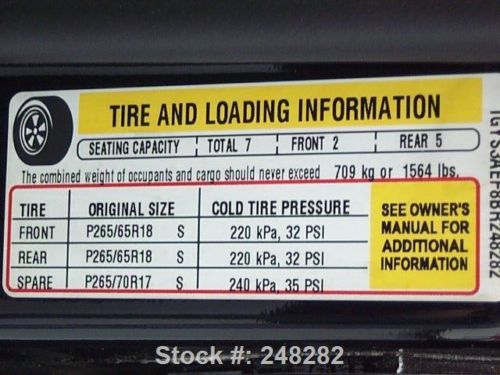 TIRE AND LOADING INFORMATION
SEATING CAPACITY TOTAL 7 FRONT 2 REAR 5
The combined weight of occupants and cargo should never exceed 709 kg or 1564 lbs.
TIRE ORIGINAL SIZE COLD TIRE PRESSURE
FRONT P265/65R18 S 220 kPa, 32 PSI
REAR P265/65R18 S 220 kPa, 32 PSI
SPARE P265/70R17 S 240 kPa, 35 PSI
SEE OWNER'S
MANUAL FOR
ADDITIONAL
INFORMATION
Stock #: 248282